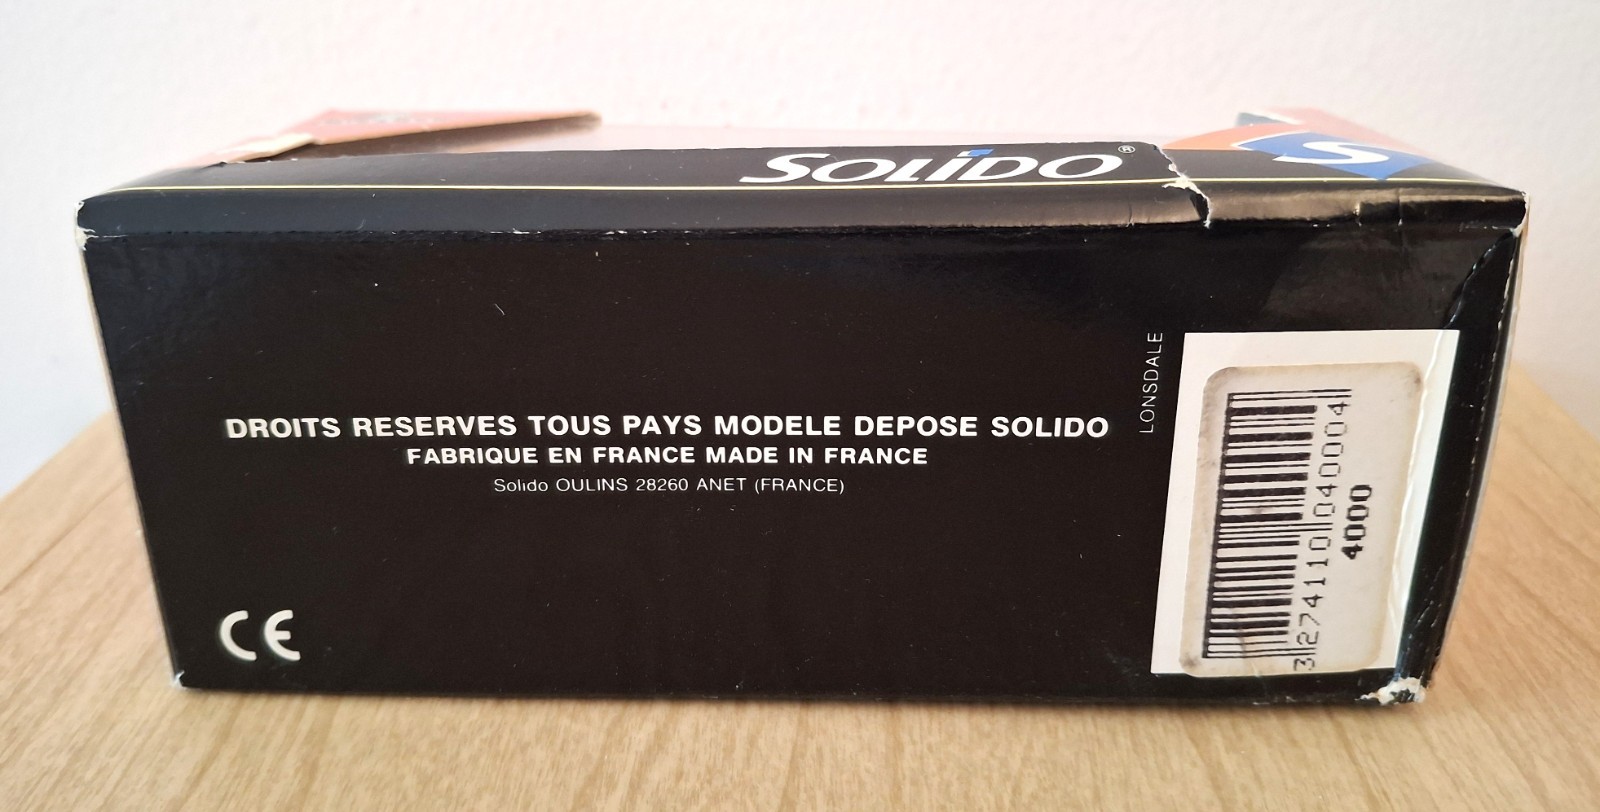 SOLiDO®
S
DROITS RESERVES TOUS PAYS MODELE DEPOSE SOLIDO
FABRIQUE EN FRANCE MADE IN FRANCE
Solido OULINS 28260 ANET (FRANCE)
CE
LONSDALE
3 274110 040004
4000